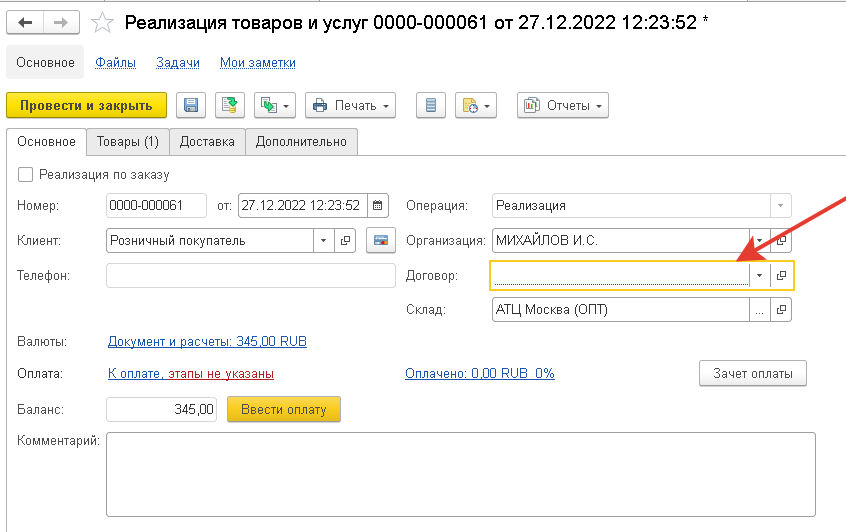 Реализация товаров и услуг 0000-000061 от 27.12.2022 12:23:52 *
Основное Файлы Задачи Мои заметки
Провести и закрыть Печать Отчеты
Основное Товары (1) Доставка Дополнительно
Реализация по заказу
Номер: 0000-000061 от: 27.12.2022 12:23:52 Операция: Реализация
Клиент: Розничный покупатель Организация: МИХАЙЛОВ И.С.
Телефон: Договор:
Склад: АТЦ Москва (ОПТ) ...
Валюты: Документ и расчеты: 345,00 RUB
Оплата: К оплате, этапы не указаны Оплачено: 0,00 RUB 0% Зачет оплаты
Баланс: 345,00 Ввести оплату
Комментарий: